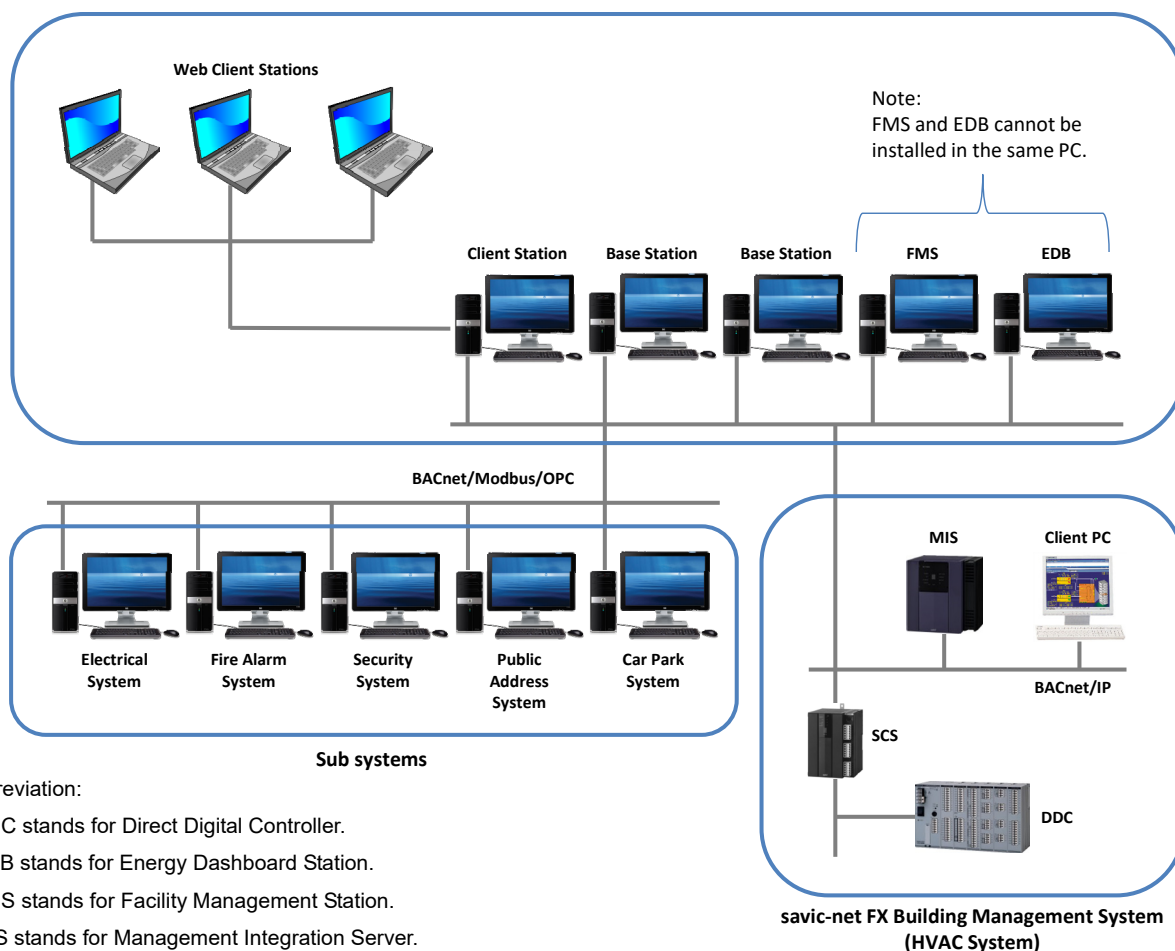 Web Client Stations
Note:
FMS and EDB cannot be
installed in the same PC.
Client Station
Base Station
Base Station
FMS
EDB
BACnet/Modbus/OPC
Electrical
System
Fire Alarm
System
Security
System
Public
Address
System
Car Park
System
Sub systems
MIS
Client PC
BACnet/IP
SCS
DDC
savic-net FX Building Management System
(HVAC System)
reviation:
C stands for Direct Digital Controller.
B stands for Energy Dashboard Station.
S stands for Facility Management Station.
S stands for Management Integration Server.